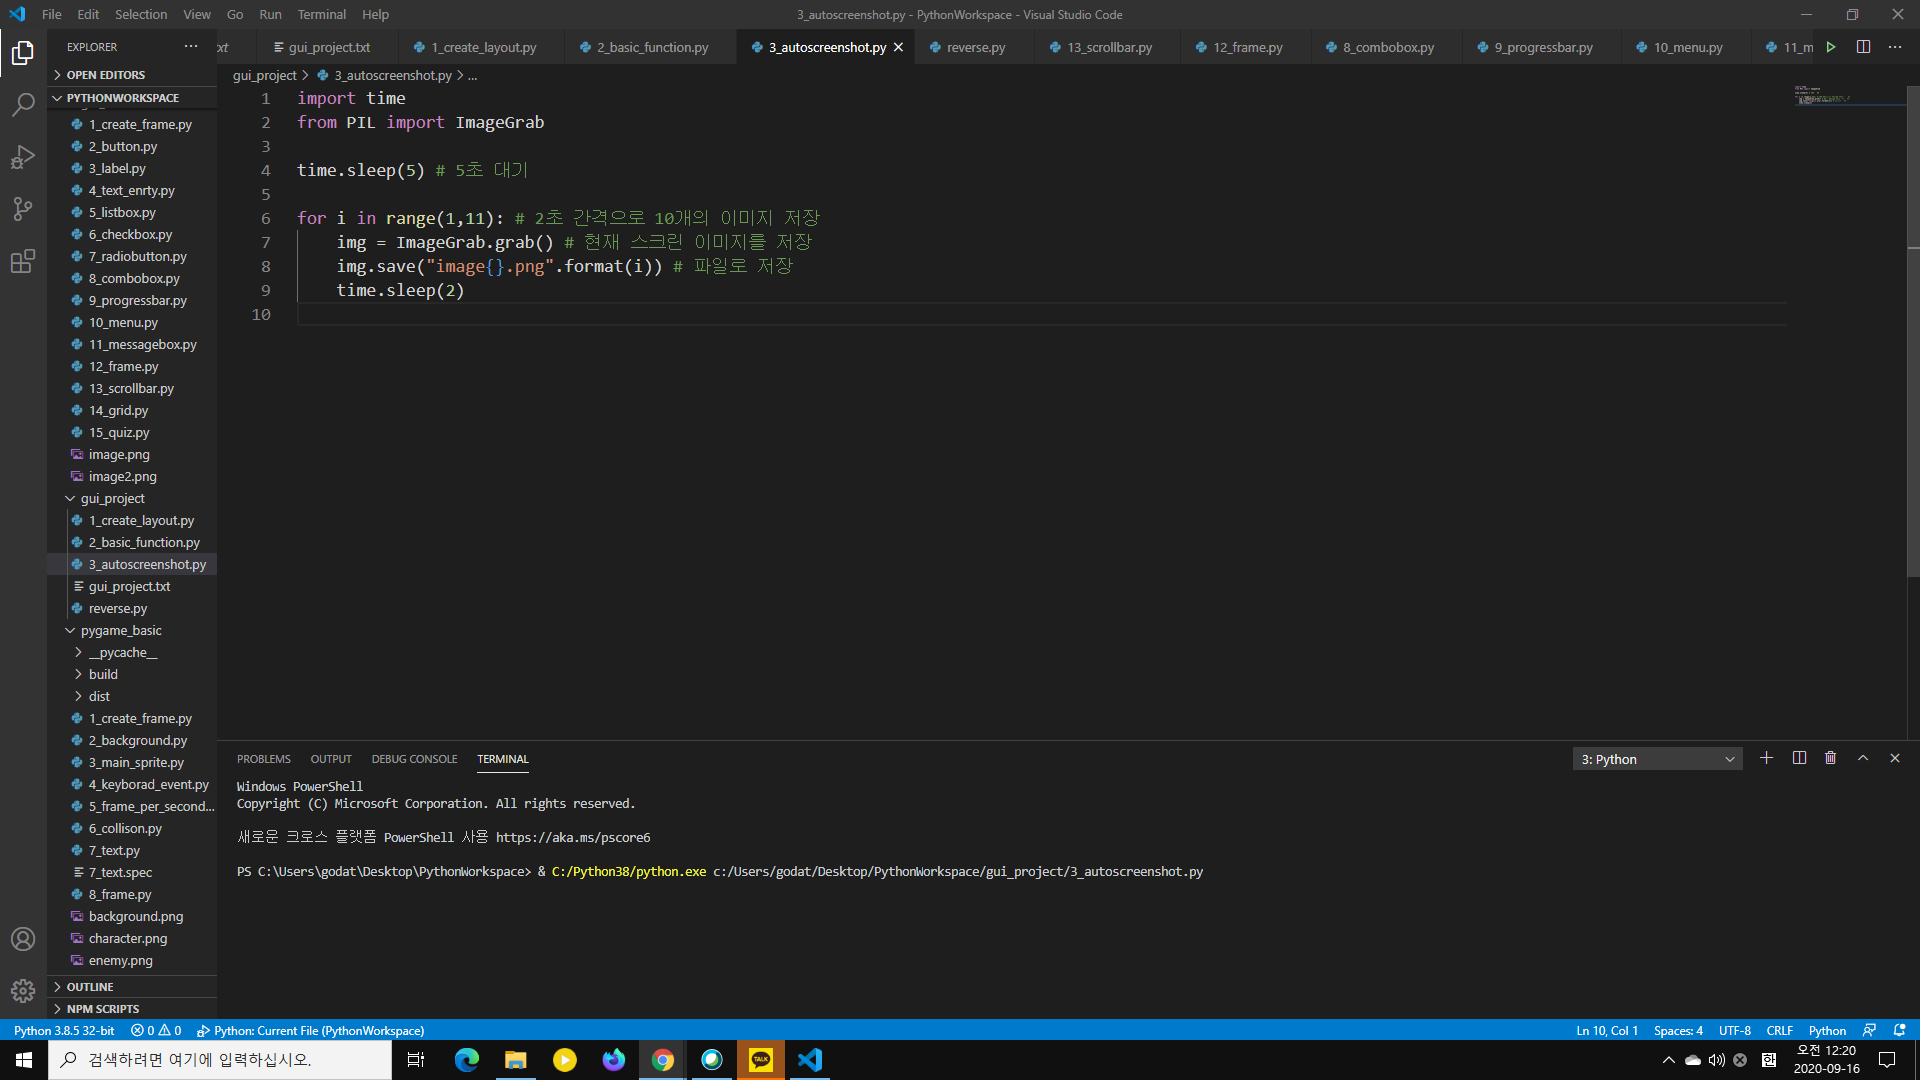 File Edit Selection View Go Run Terminal Help
3_autoscreenshot.py - PythonWorkspace - Visual Studio Code
EXPLORER
gui_project.txt 1_create_layout.py 2_basic_function.py 3_autoscreenshot.py reverse.py 13_scrollbar.py 12_frame.py 8_combobox.py 9_progressbar.py 10_menu.py
OPEN EDITORS
PYTHONWORKSPACE
1_create_frame.py
2_button.py
3_label.py
4_text_enrty.py
5_listbox.py
6_checkbox.py
7_radiobutton.py
8_combobox.py
9_progressbar.py
10_menu.py
11_messagebox.py
12_frame.py
13_scrollbar.py
14_grid.py
15_quiz.py
image.png
image2.png
gui_project
1_create_layout.py
2_basic_function.py
3_autoscreenshot.py
gui_project.txt
reverse.py
pygame_basic
__pycache__
build
dist
1_create_frame.py
2_background.py
3_main_sprite.py
4_keyborad_event.py
5_frame_per_second...
6_collison.py
7_text.py
7_text.spec
8_frame.py
background.png
character.png
enemy.png
OUTLINE
NPM SCRIPTS
gui_project > 3_autoscreenshot.py > ...
1 import time
2 from PIL import ImageGrab
3
4 time.sleep(5) # 5초 대기
5
6 for i in range(1,11): # 2초 간격으로 10개의 이미지 저장
7     img = ImageGrab.grab() # 현재 스크린 이미지를 저장
8     img.save("image{}.png".format(i)) # 파일로 저장
9     time.sleep(2)
10
PROBLEMS OUTPUT DEBUG CONSOLE TERMINAL
3: Python
Windows PowerShell
Copyright (C) Microsoft Corporation. All rights reserved.
새로운 크로스 플랫폼 PowerShell 사용 https://aka.ms/pscore6
PS C:\Users\godat\Desktop\PythonWorkspace> & C:/Python38/python.exe c:/Users/godat/Desktop/PythonWorkspace/gui_project/3_autoscreenshot.py
Python 3.8.5 32-bit 0 0 Python: Current File (PythonWorkspace)
Ln 10, Col 1 Spaces: 4 UTF-8 CRLF Python
검색하려면 여기에 입력하십시오.
TALK
한
오전 12:20
2020-09-16